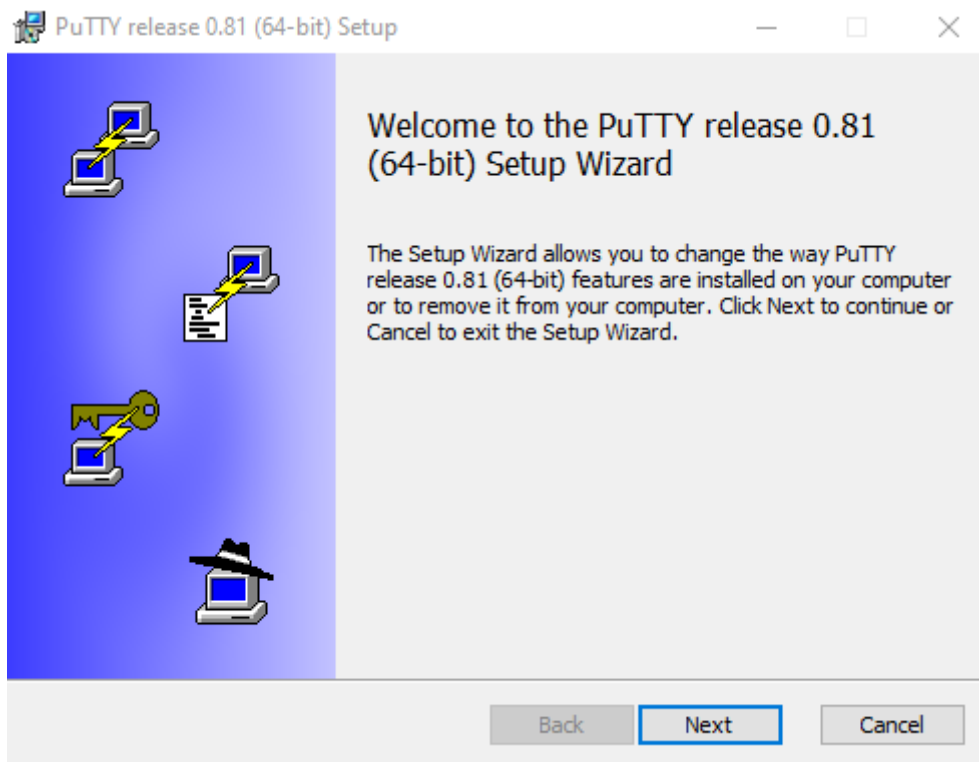 PuTTY release 0.81 (64-bit) Setup
Welcome to the PuTTY release 0.81
(64-bit) Setup Wizard
The Setup Wizard allows you to change the way PuTTY
release 0.81 (64-bit) features are installed on your computer
or to remove it from your computer. Click Next to continue or
Cancel to exit the Setup Wizard.
Back
Next
Cancel